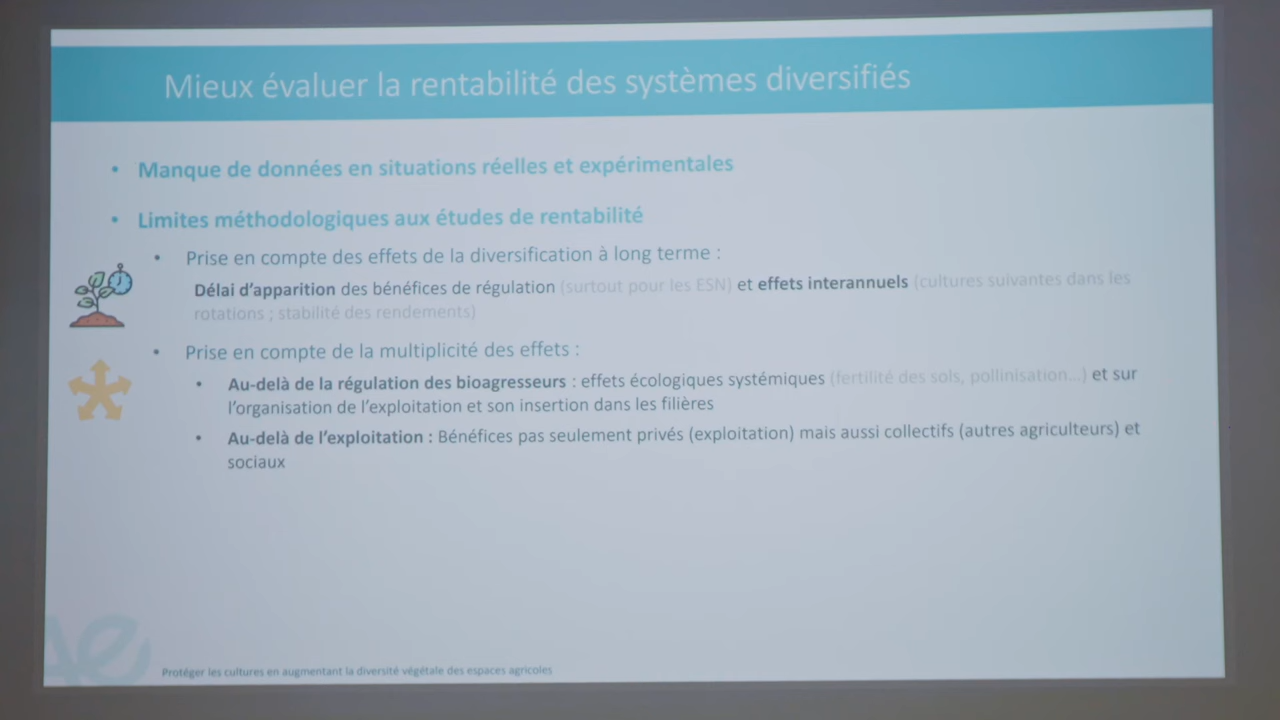 Mieux évaluer la rentabilité des systèmes diversifiés
• Manque de données en situations réelles et expérimentales
• Limites méthodologiques aux études de rentabilité
• Prise en compte des effets de la diversification à long terme :
Délai d'apparition des bénéfices de régulation (surtout pour les ESN) et effets interannuels (cultures suivantes dans les
rotations ; stabilité des rendements)
• Prise en compte de la multiplicité des effets :
• Au-delà de la régulation des bioagresseurs : effets écologiques systémiques (fertilité des sols, pollinisation...) et sur
l'organisation de l'exploitation et son insertion dans les filières
• Au-delà de l'exploitation : Bénéfices pas seulement privés (exploitation) mais aussi collectifs (autres agriculteurs) et
sociaux
Ae
Protéger les cultures en augmentant la diversité végétale des espaces agricoles